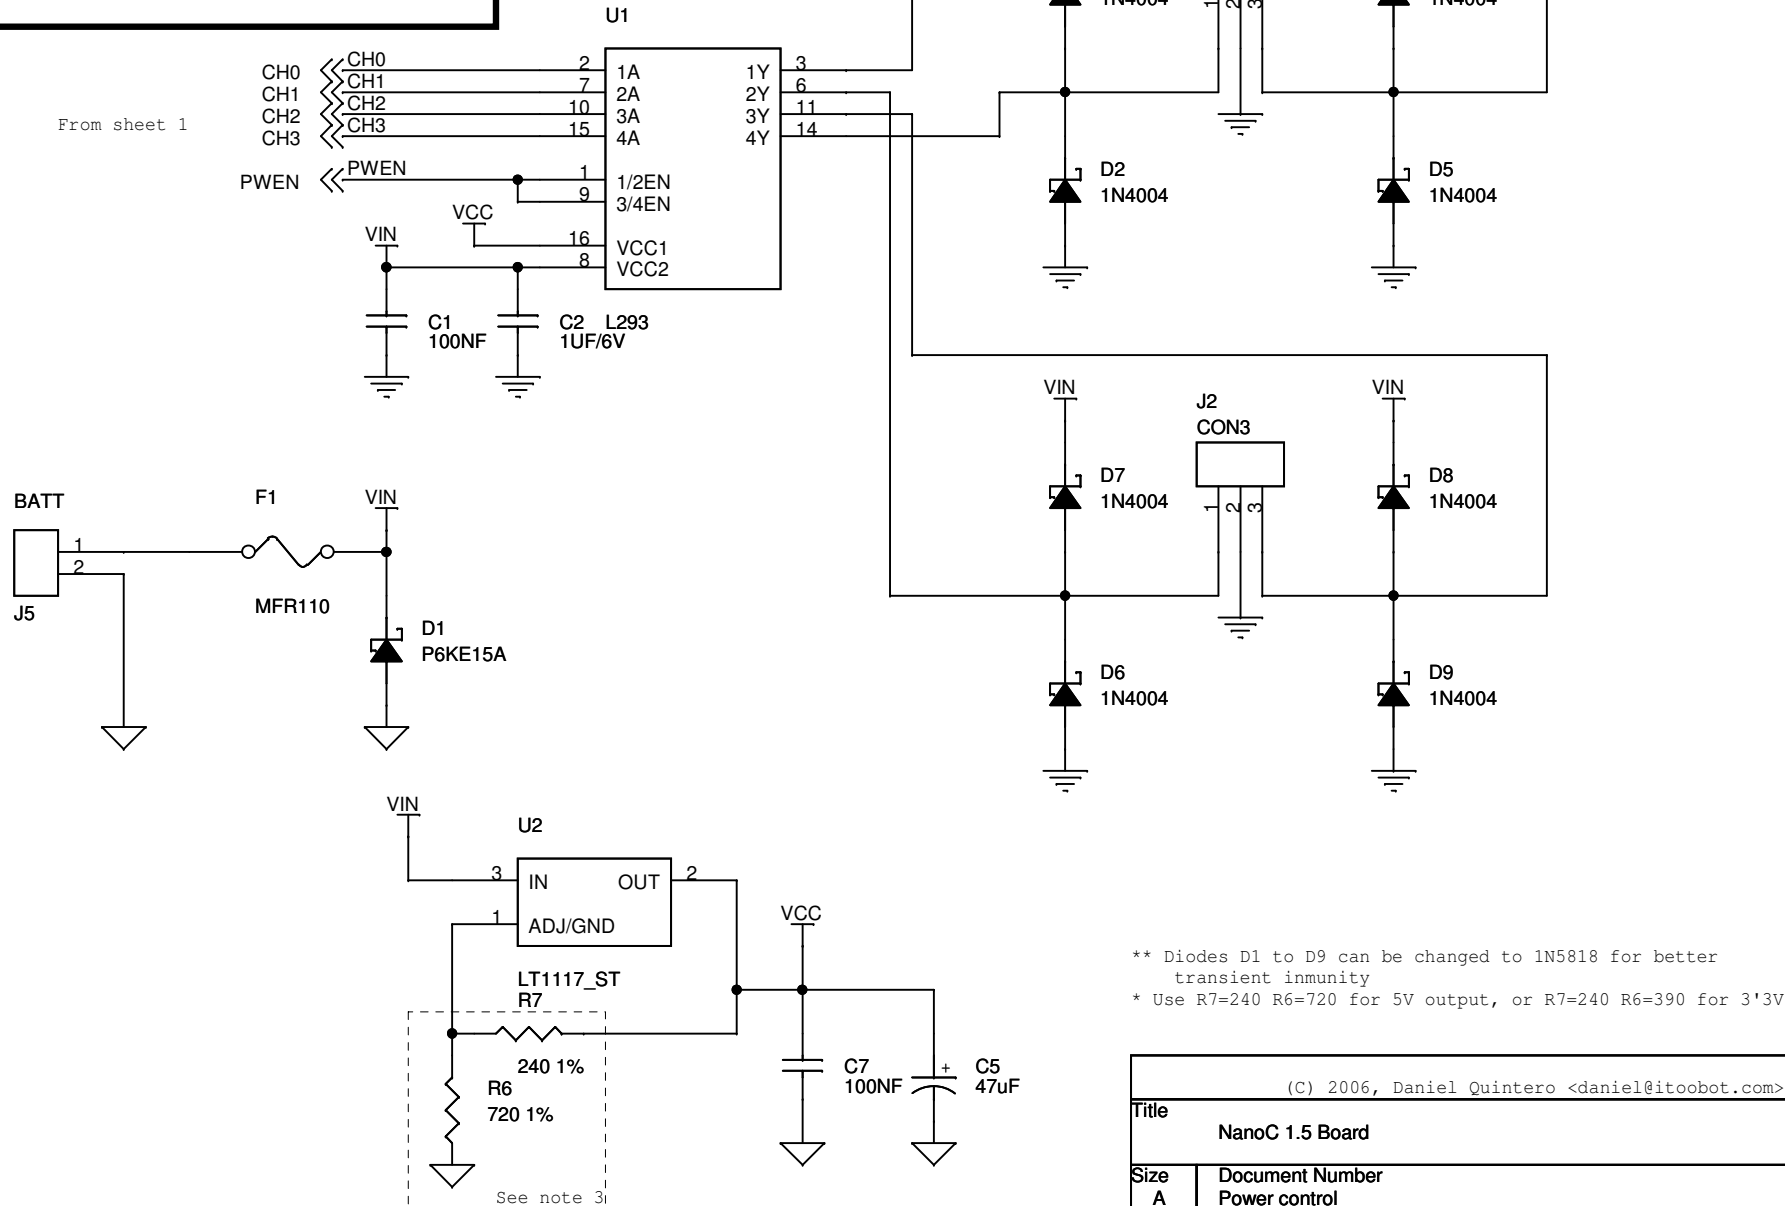 U1
1N4004
1 2 3
1N4004
CH0 CH0 2 1A 1Y 3
CH1 CH1 7 2A 2Y 6
CH2 CH2 10 3A 3Y 11
CH3 CH3 15 4A 4Y 14
From sheet 1
PWEN PWEN 1 1/2EN
9 3/4EN
VCC
16 VCC1
VIN
8 VCC2
C1
100NF
C2
1UF/6V
L293
D2
1N4004
D5
1N4004
VIN
J2
CON3
VIN
D7
1N4004
1 2 3
D8
1N4004
D6
1N4004
D9
1N4004
BATT
1
2
J5
F1
MFR110
VIN
D1
P6KE15A
VIN
U2
3 IN OUT 2
1 ADJ/GND
LT1117_ST
R7
240 1%
R6
720 1%
See note 3
VCC
C7
100NF
+
C5
47uF
** Diodes D1 to D9 can be changed to 1N5818 for better
transient inmunity
* Use R7=240 R6=720 for 5V output, or R7=240 R6=390 for 3'3V
(C) 2006, Daniel Quintero <daniel@itoobot.com>
Title
NanoC 1.5 Board
Size
A
Document Number
Power control